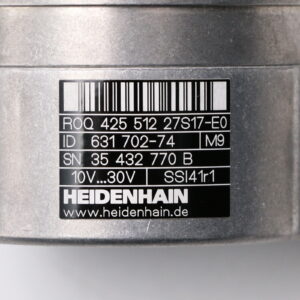 ROQ 425 512 27S17-E0
ID 631 702-74 M9
SN 35 432 770 B
10V...30V SSI41r1
HEIDENHAIN
www.heidenhain.de